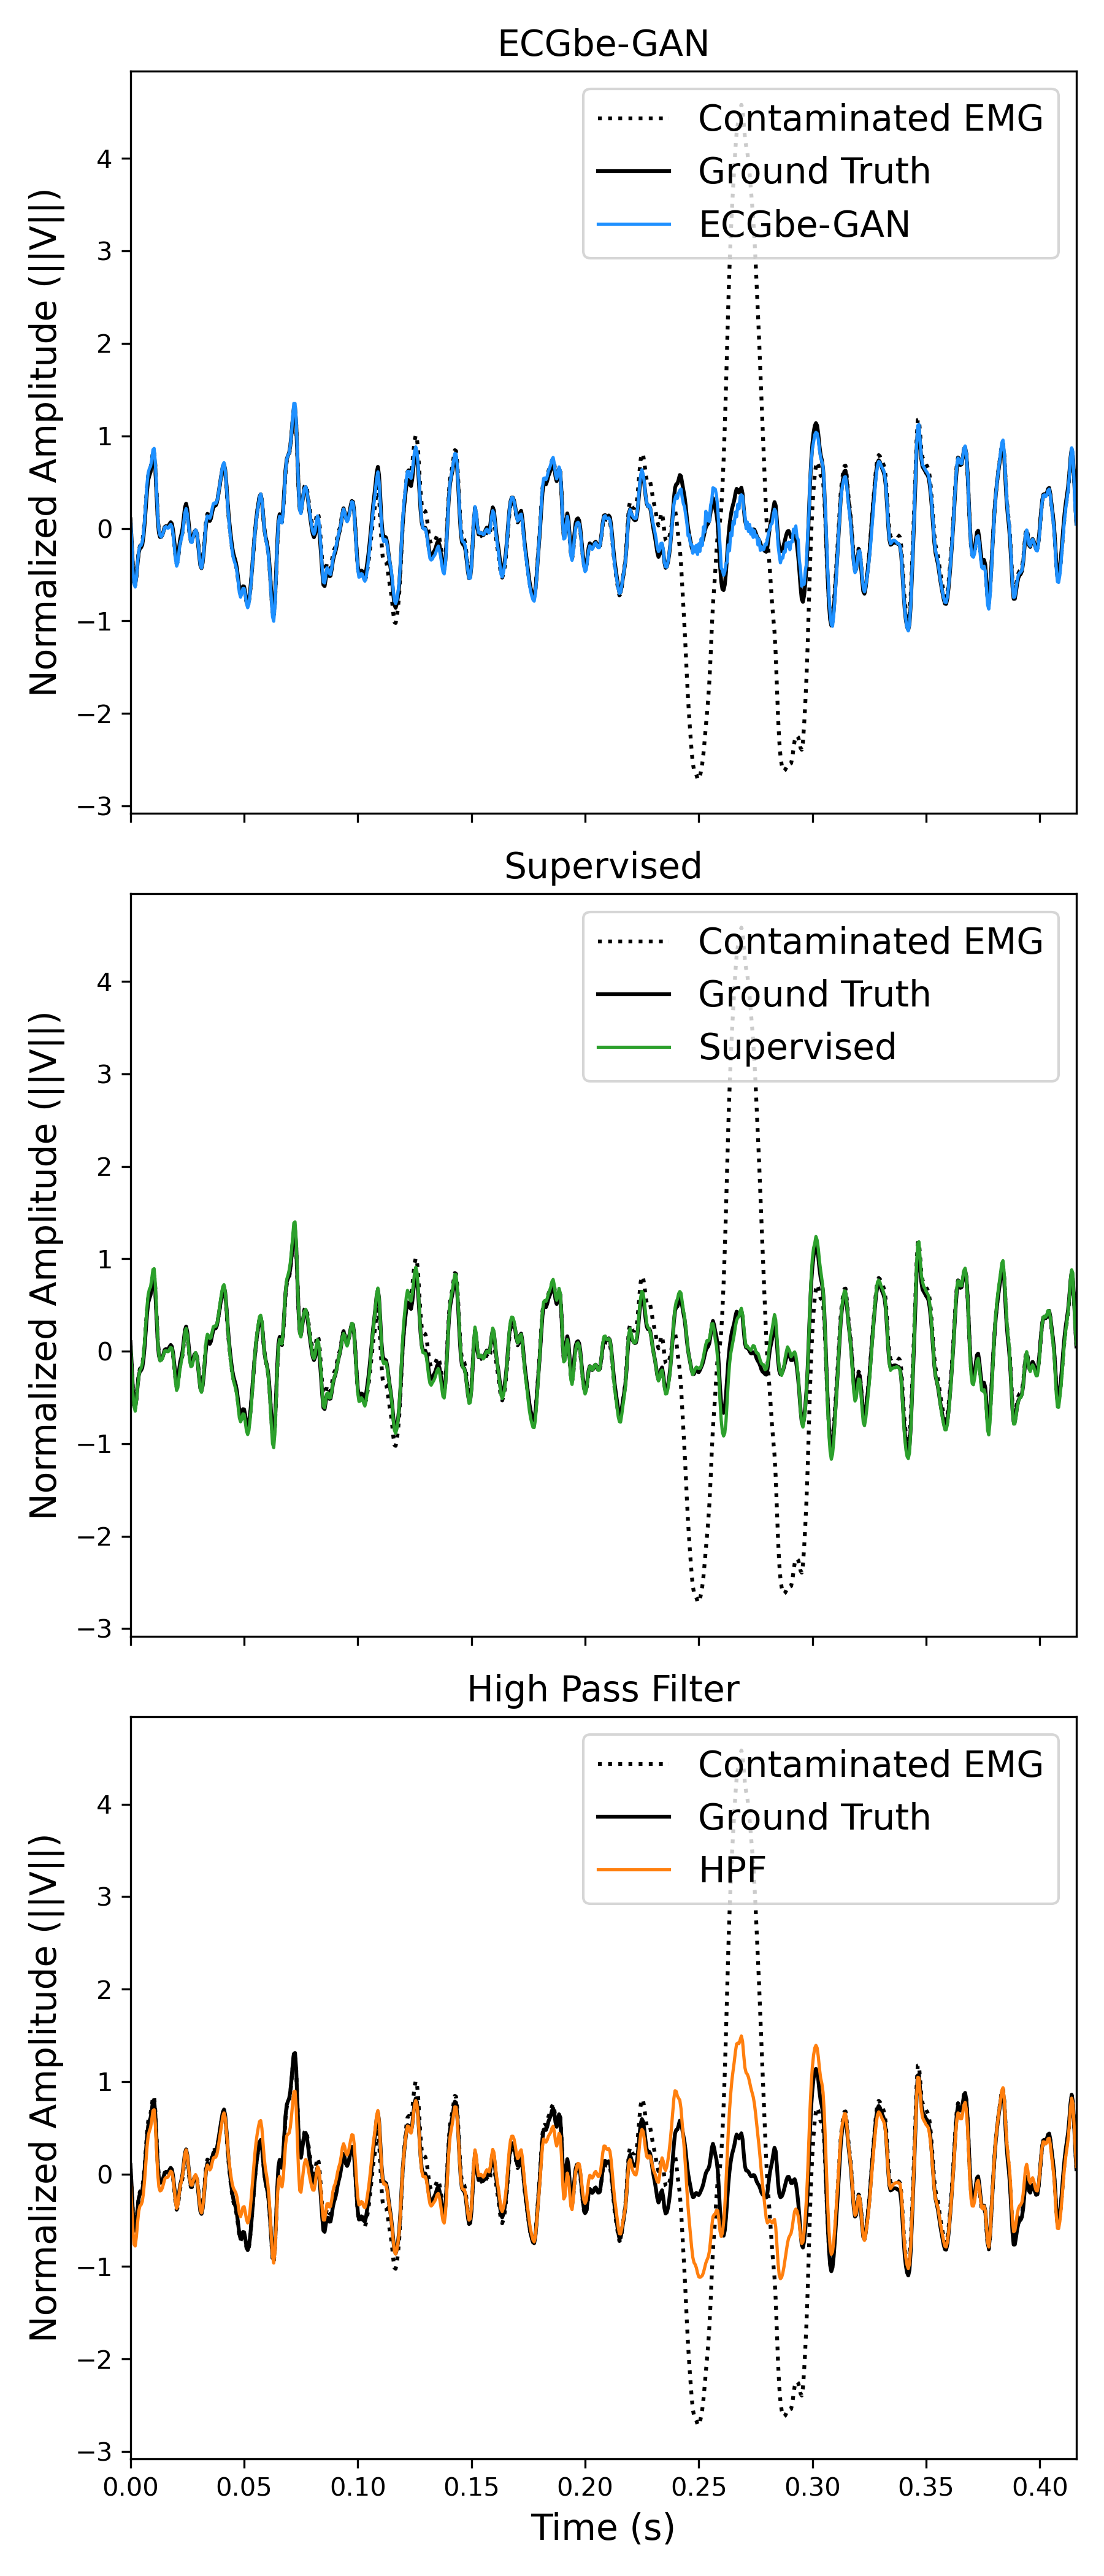 ECGbe-GAN
Contaminated EMG
Ground Truth
ECGbe-GAN
Normalized Amplitude (||V||)
4
3
2
1
0
−1
−2
−3
Supervised
Contaminated EMG
Ground Truth
Supervised
Normalized Amplitude (||V||)
4
3
2
1
0
−1
−2
−3
High Pass Filter
Contaminated EMG
Ground Truth
HPF
Normalized Amplitude (||V||)
4
3
2
1
0
−1
−2
−3
0.00 0.05 0.10 0.15 0.20 0.25 0.30 0.35 0.40
Time (s)